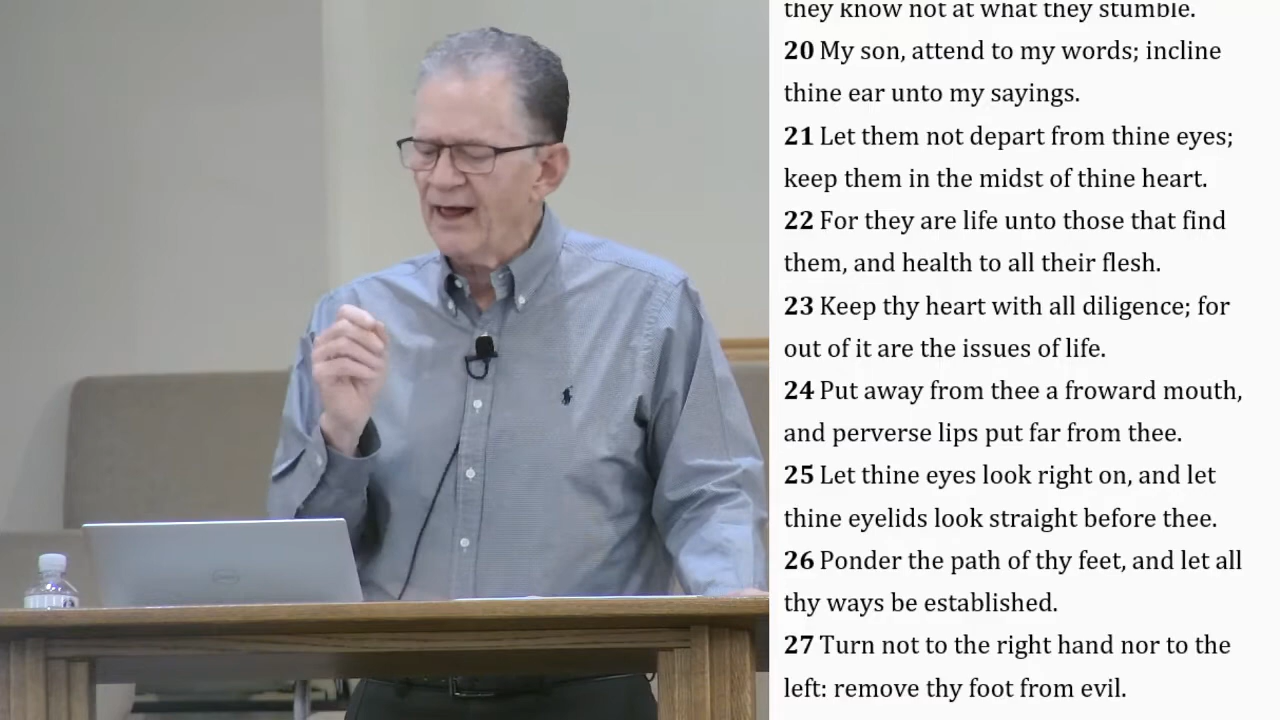 they know not at what they stumble.
20 My son, attend to my words; incline
thine ear unto my sayings.
21 Let them not depart from thine eyes;
keep them in the midst of thine heart.
22 For they are life unto those that find
them, and health to all their flesh.
23 Keep thy heart with all diligence; for
out of it are the issues of life.
24 Put away from thee a froward mouth,
and perverse lips put far from thee.
25 Let thine eyes look right on, and let
thine eyelids look straight before thee.
26 Ponder the path of thy feet, and let all
thy ways be established.
27 Turn not to the right hand nor to the
left: remove thy foot from evil.